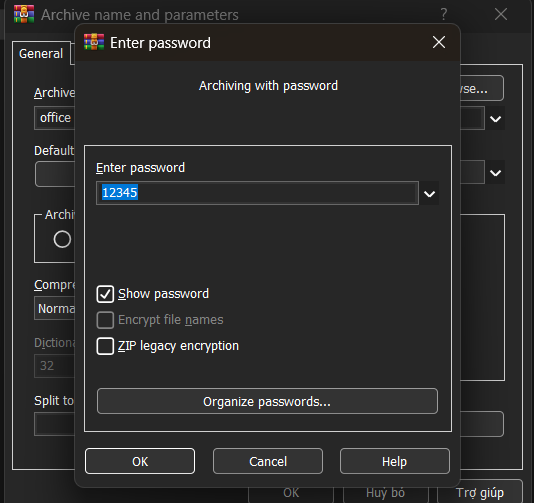 Archive name and parameters
?
Enter password
General
Archiving with password
Archive
wse...
office
Default
Enter password
12345
Archi
Compre
Show password
Norma
Encrypt file names
Dictiona
ZIP legacy encryption
32
Split to
Organize passwords...
OK
Cancel
Help
OK
Huỷ bỏ
Trợ giúp